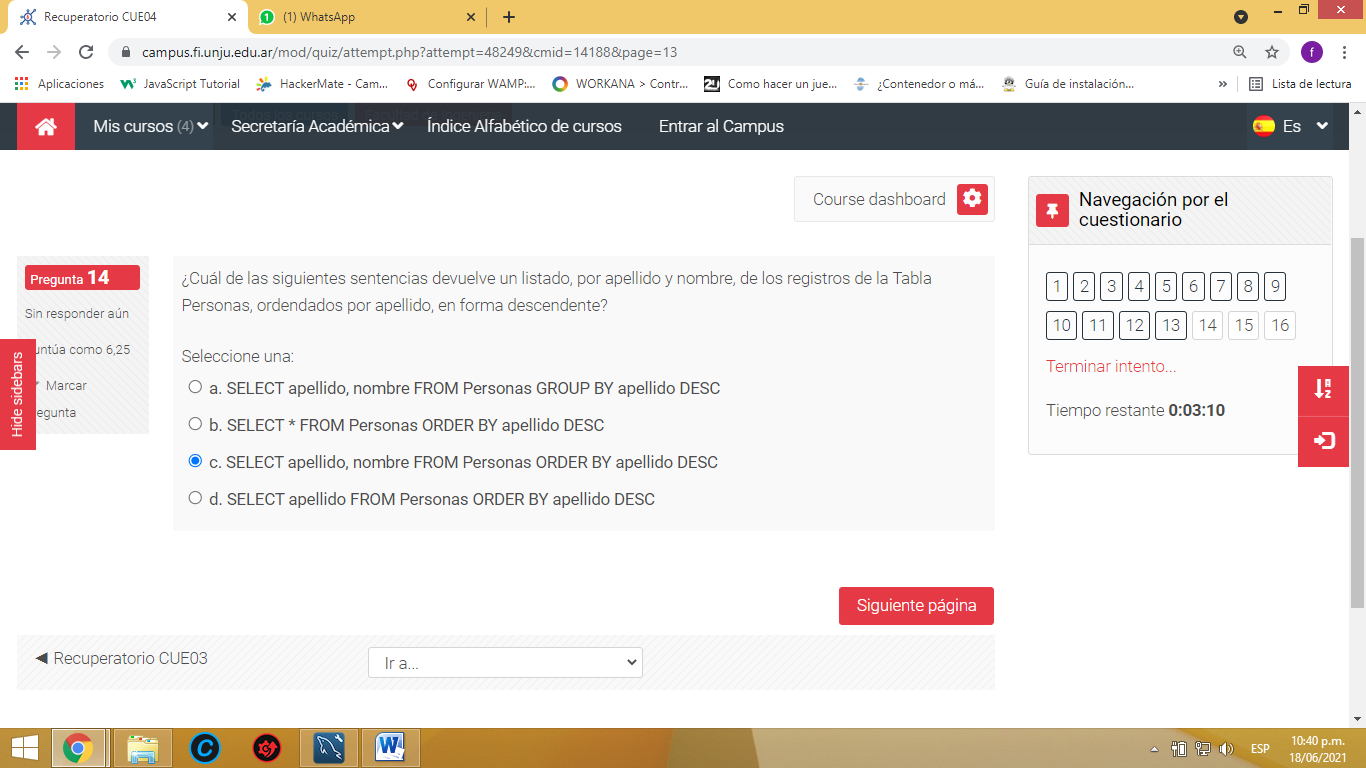 Recuperatorio CUE04
(1) WhatsApp
campus.fi.unju.edu.ar/mod/quiz/attempt.php?attempt=48249&cmid=14188&page=13
f
Aplicaciones
JavaScript Tutorial
HackerMate - Cam...
Configurar WAMP:...
WORKANA > Contr...
Como hacer un jue...
¿Contenedor o má...
Guía de instalación...
»
Lista de lectura
Mis cursos (4)
Secretaría Académica
Índice Alfabético de cursos
Entrar al Campus
Es
Course dashboard
Pregunta 14
Sin responder aún
untúa como 6,25
Marcar
egunta
Hide sidebars
¿Cuál de las siguientes sentencias devuelve un listado, por apellido y nombre, de los registros de la Tabla
Personas, ordendados por apellido, en forma descendente?
Seleccione una:
a. SELECT apellido, nombre FROM Personas GROUP BY apellido DESC
b. SELECT * FROM Personas ORDER BY apellido DESC
c. SELECT apellido, nombre FROM Personas ORDER BY apellido DESC
d. SELECT apellido FROM Personas ORDER BY apellido DESC
Siguiente página
Navegación por el
cuestionario
1 2 3 4 5 6 7 8 9
10 11 12 13 14 15 16
Terminar intento...
Tiempo restante 0:03:10
◄ Recuperatorio CUE03
Ir a...
ESP
10:40 p.m.
18/06/2021